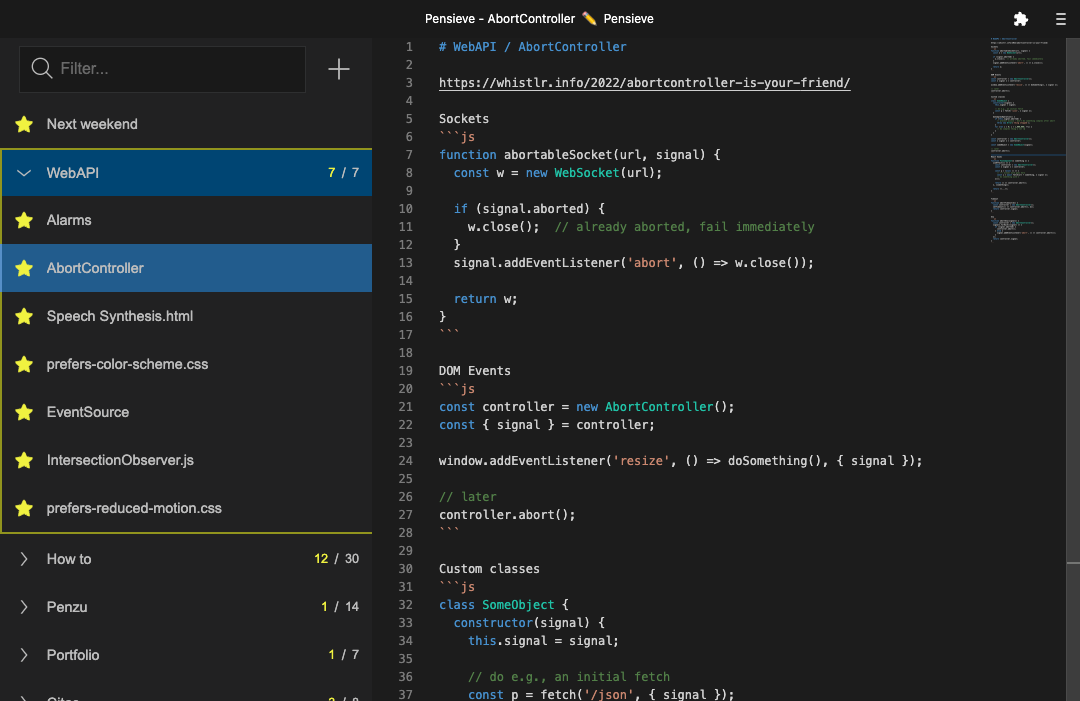 Pensieve - AbortController ✏️ Pensieve
Filter...
Next weekend
WebAPI 7 / 7
Alarms
AbortController
Speech Synthesis.html
prefers-color-scheme.css
EventSource
IntersectionObserver.js
prefers-reduced-motion.css
How to 12 / 30
Penzu 1 / 14
Portfolio 1 / 7
1 # WebAPI / AbortController
2
3 https://whistlr.info/2022/abortcontroller-is-your-friend/
4
5 Sockets
6 ```js
7 function abortableSocket(url, signal) {
8   const w = new WebSocket(url);
9
10   if (signal.aborted) {
11     w.close();  // already aborted, fail immediately
12   }
13   signal.addEventListener('abort', () => w.close());
14
15   return w;
16 }
17 ```
18
19 DOM Events
20 ```js
21 const controller = new AbortController();
22 const { signal } = controller;
23
24 window.addEventListener('resize', () => doSomething(), { signal });
25
26 // later
27 controller.abort();
28 ```
29
30 Custom classes
31 ```js
32 class SomeObject {
33   constructor(signal) {
34     this.signal = signal;
35
36     // do e.g., an initial fetch
37     const p = fetch('/json', { signal });